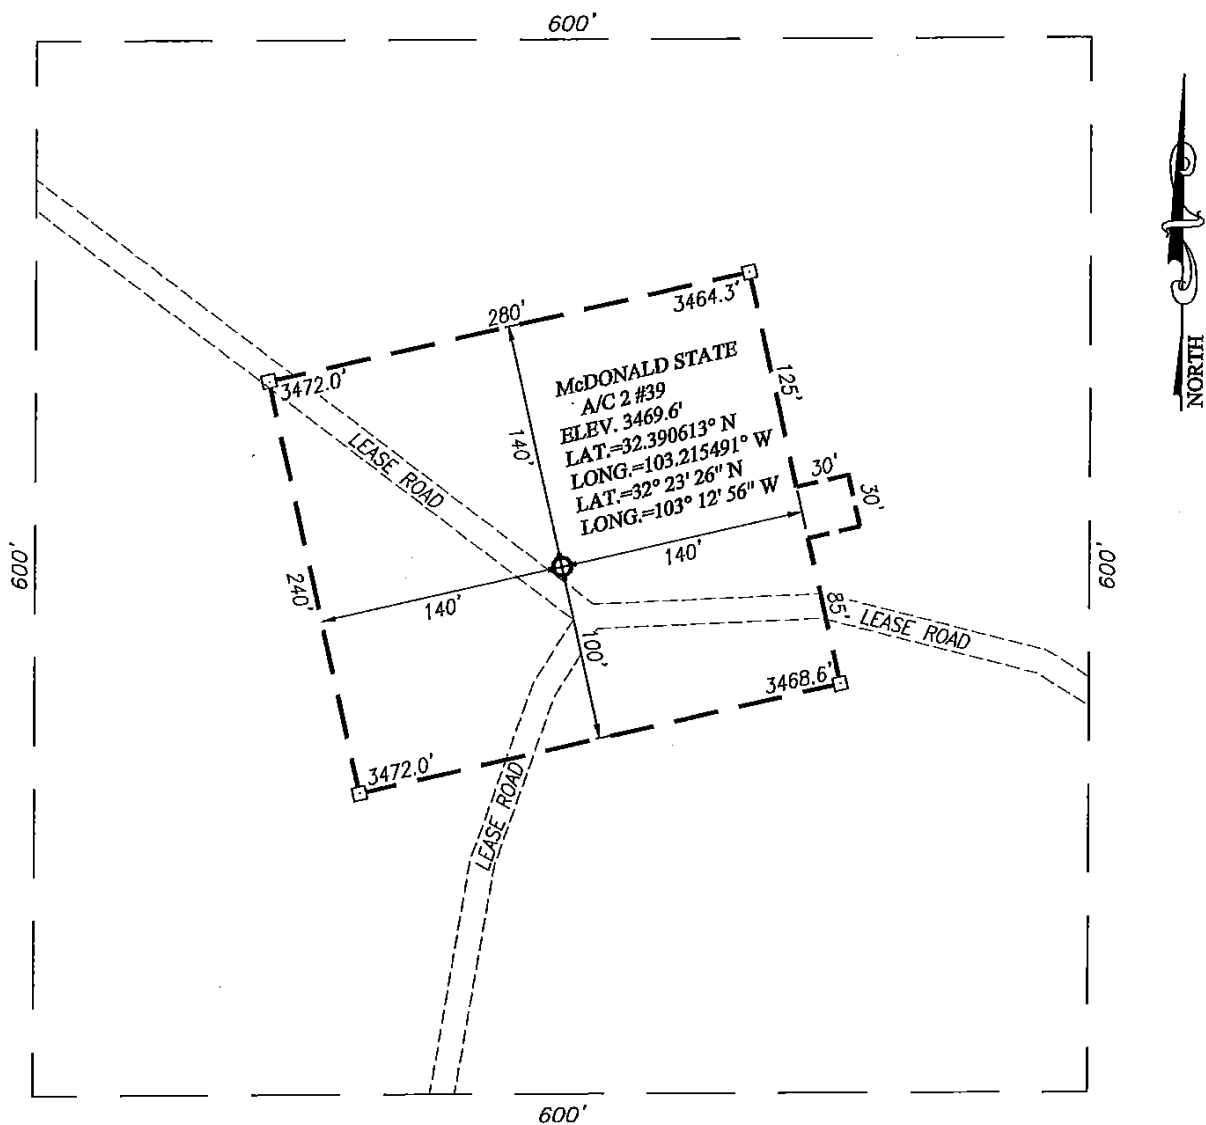 600'
280'
3464.3'
3472.0'
McDONALD STATE
A/C 2 #39
ELEV. 3469.6'
LAT.=32.390613° N
LONG.=103.215491° W
LAT.=32° 23' 26" N
LONG.=103° 12' 56" W
125'
NORTH
LEASE ROAD
140'
30'
30'
140'
600'
600'
240'
140'
85'
LEASE ROAD
100'
3468.6'
3472.0'
LEASE ROAD
600'